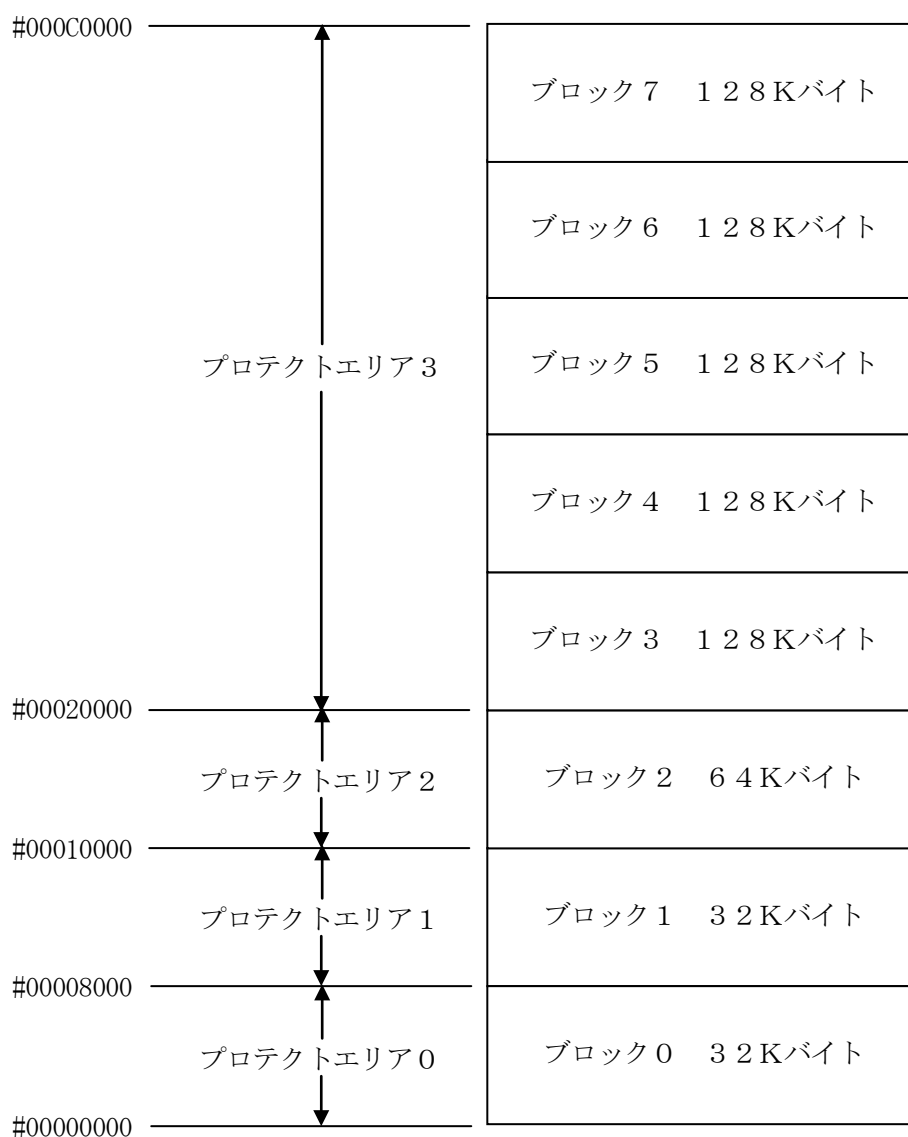 #000C0000
ブロック７　１２８Kバイト
ブロック６　１２８Kバイト
プロテクトエリア３
ブロック５　１２８Kバイト
ブロック４　１２８Kバイト
ブロック３　１２８Kバイト
#00020000
プロテクトエリア２
ブロック２　６４Kバイト
#00010000
プロテクトエリア１
ブロック１　３２Kバイト
#00008000
プロテクトエリア０
ブロック０　３２Kバイト
#00000000